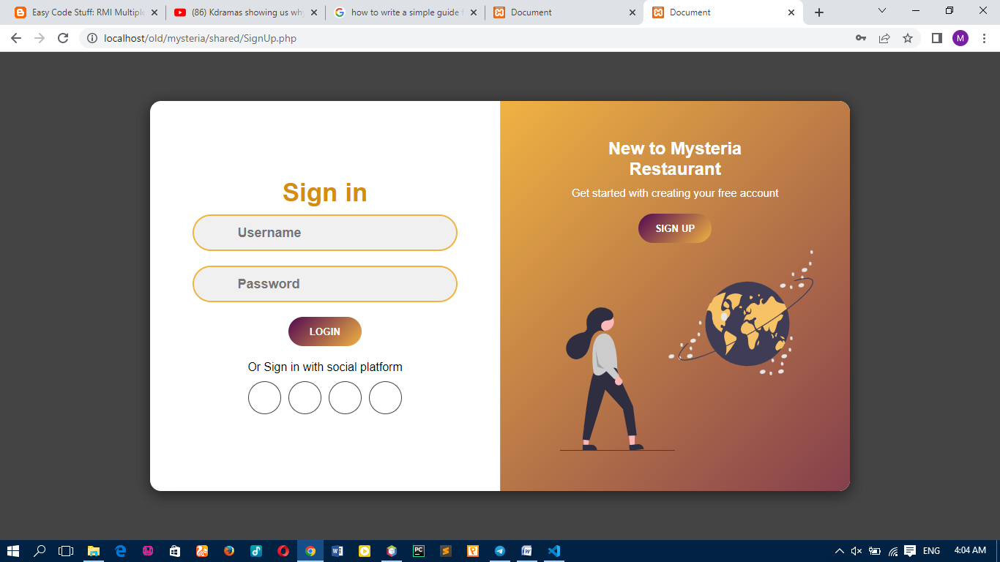 Easy Code Stuff: RMI Multiple
(86) Kdramas showing us why
how to write a simple guide f
Document
Document
localhost/old/mysteria/shared/SignUp.php
M
Sign in
Username
Password
LOGIN
Or Sign in with social platform
New to Mysteria
Restaurant
Get started with creating your free account
SIGN UP
ENG
4:04 AM